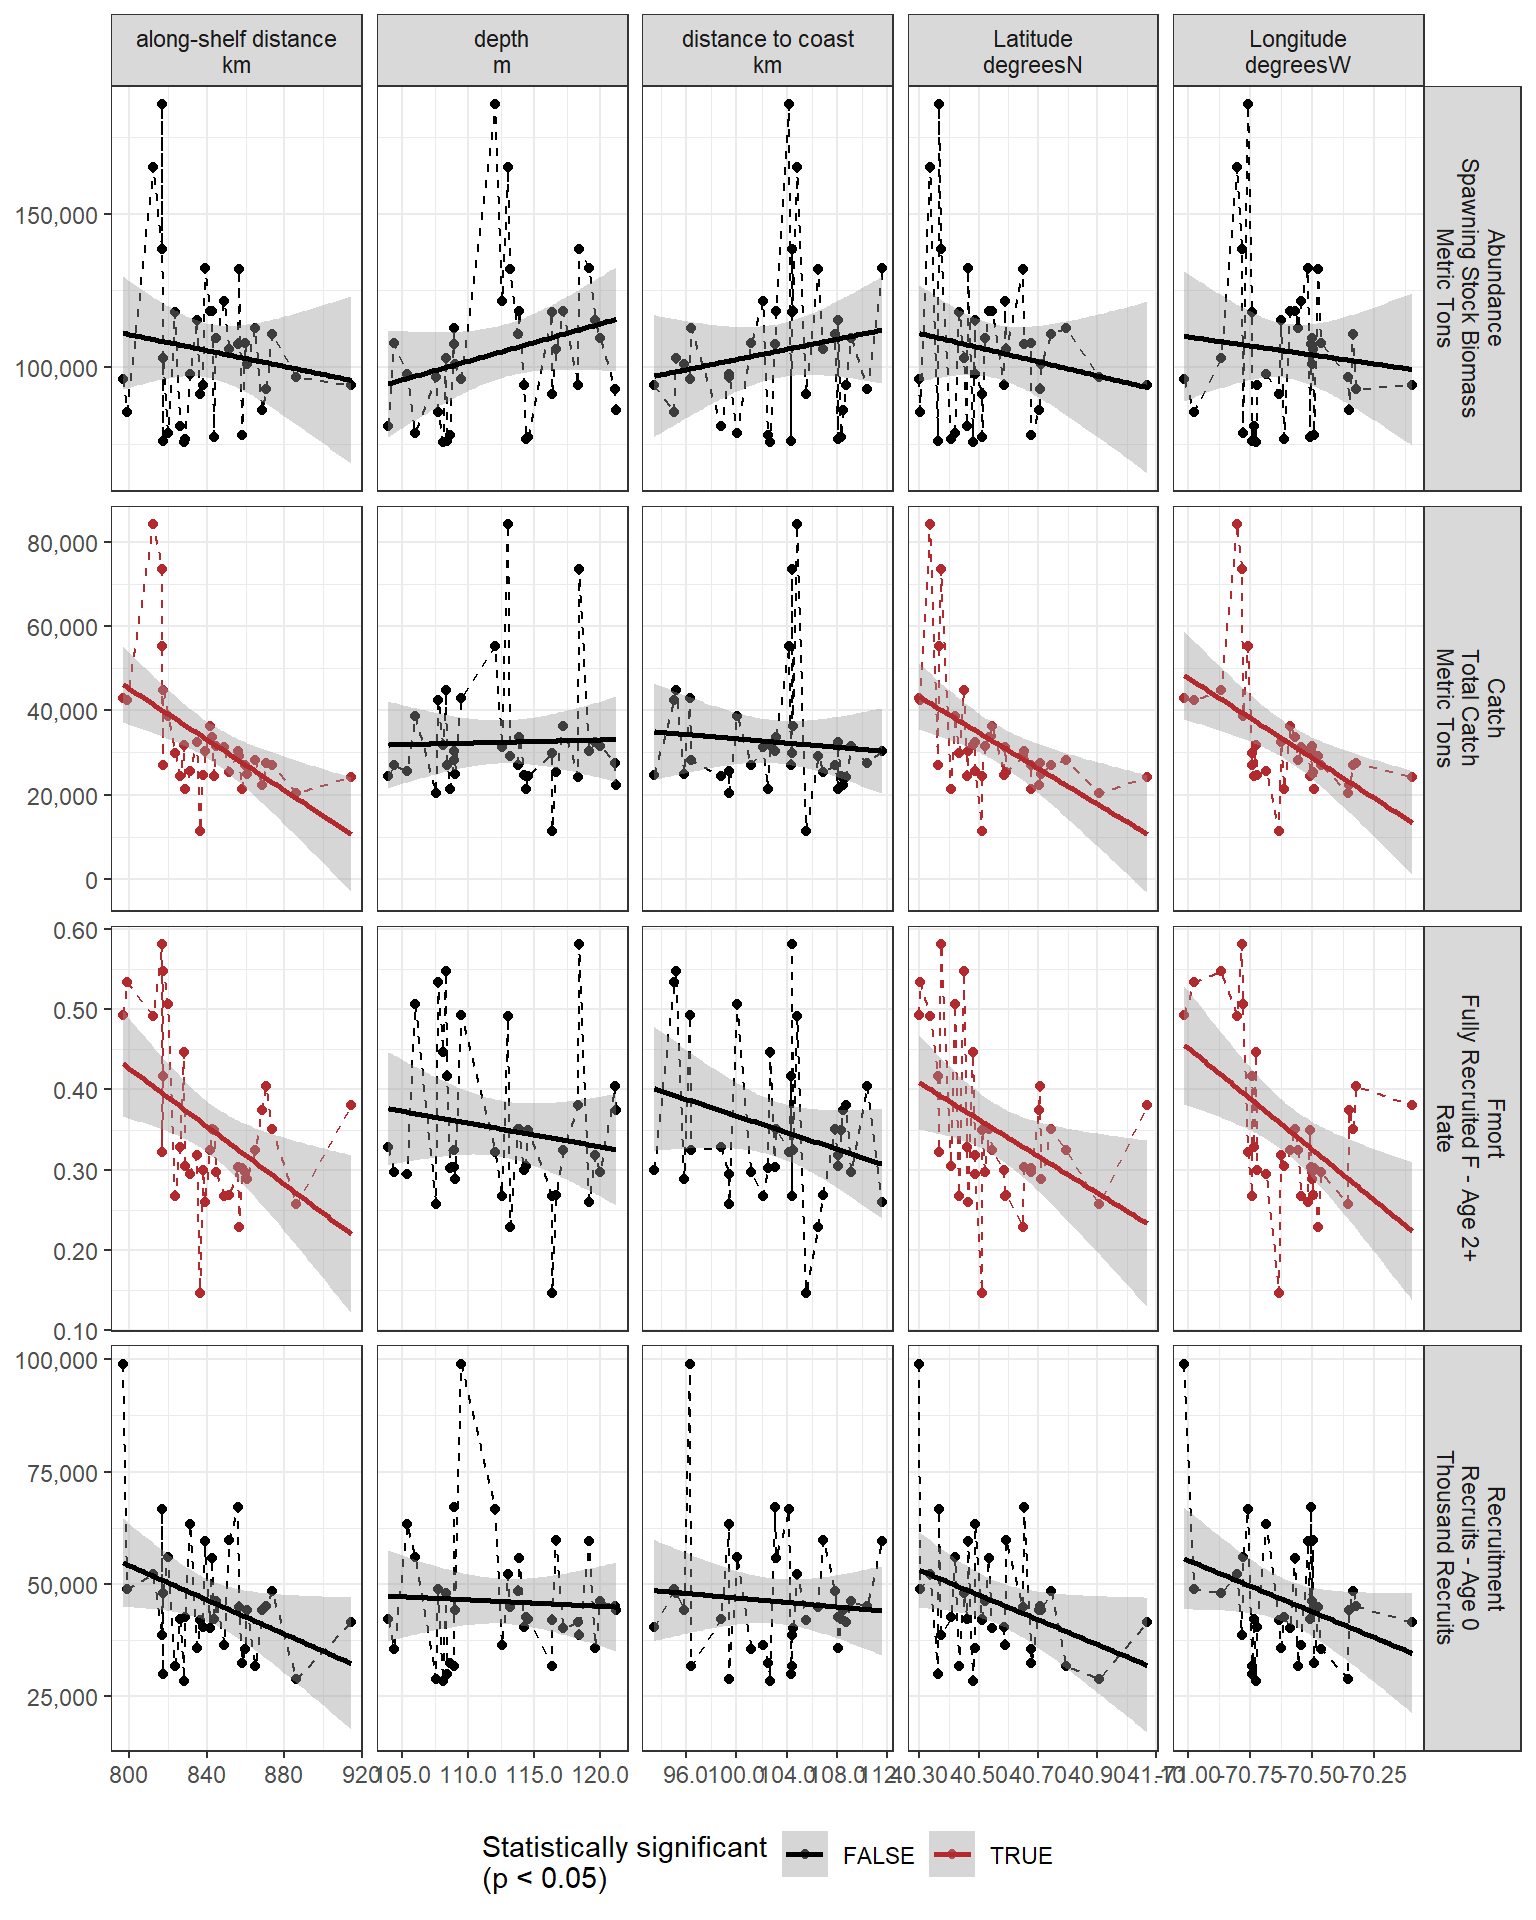 along-shelf distance
km
depth
m
distance to coast
km
Latitude
degreesN
Longitude
degreesW
150,000
100,000
Abundance
Spawning Stock Biomass
Metric Tons
80,000
60,000
40,000
20,000
0
Catch
Total Catch
Metric Tons
0.60
0.50
0.40
0.30
0.20
0.10
Fmort
Fully Recruited F - Age 2+
Rate
100,000
75,000
50,000
25,000
Recruitment
Recruits - Age 0
Thousand Recruits
800 840 880 920
105.0 110.0 115.0 120.0
96.0 100.0 104.0 108.0
40.30 40.50 40.70 40.90
-70.75 -70.50 -70.25
Statistically significant
(p < 0.05)
FALSE
TRUE